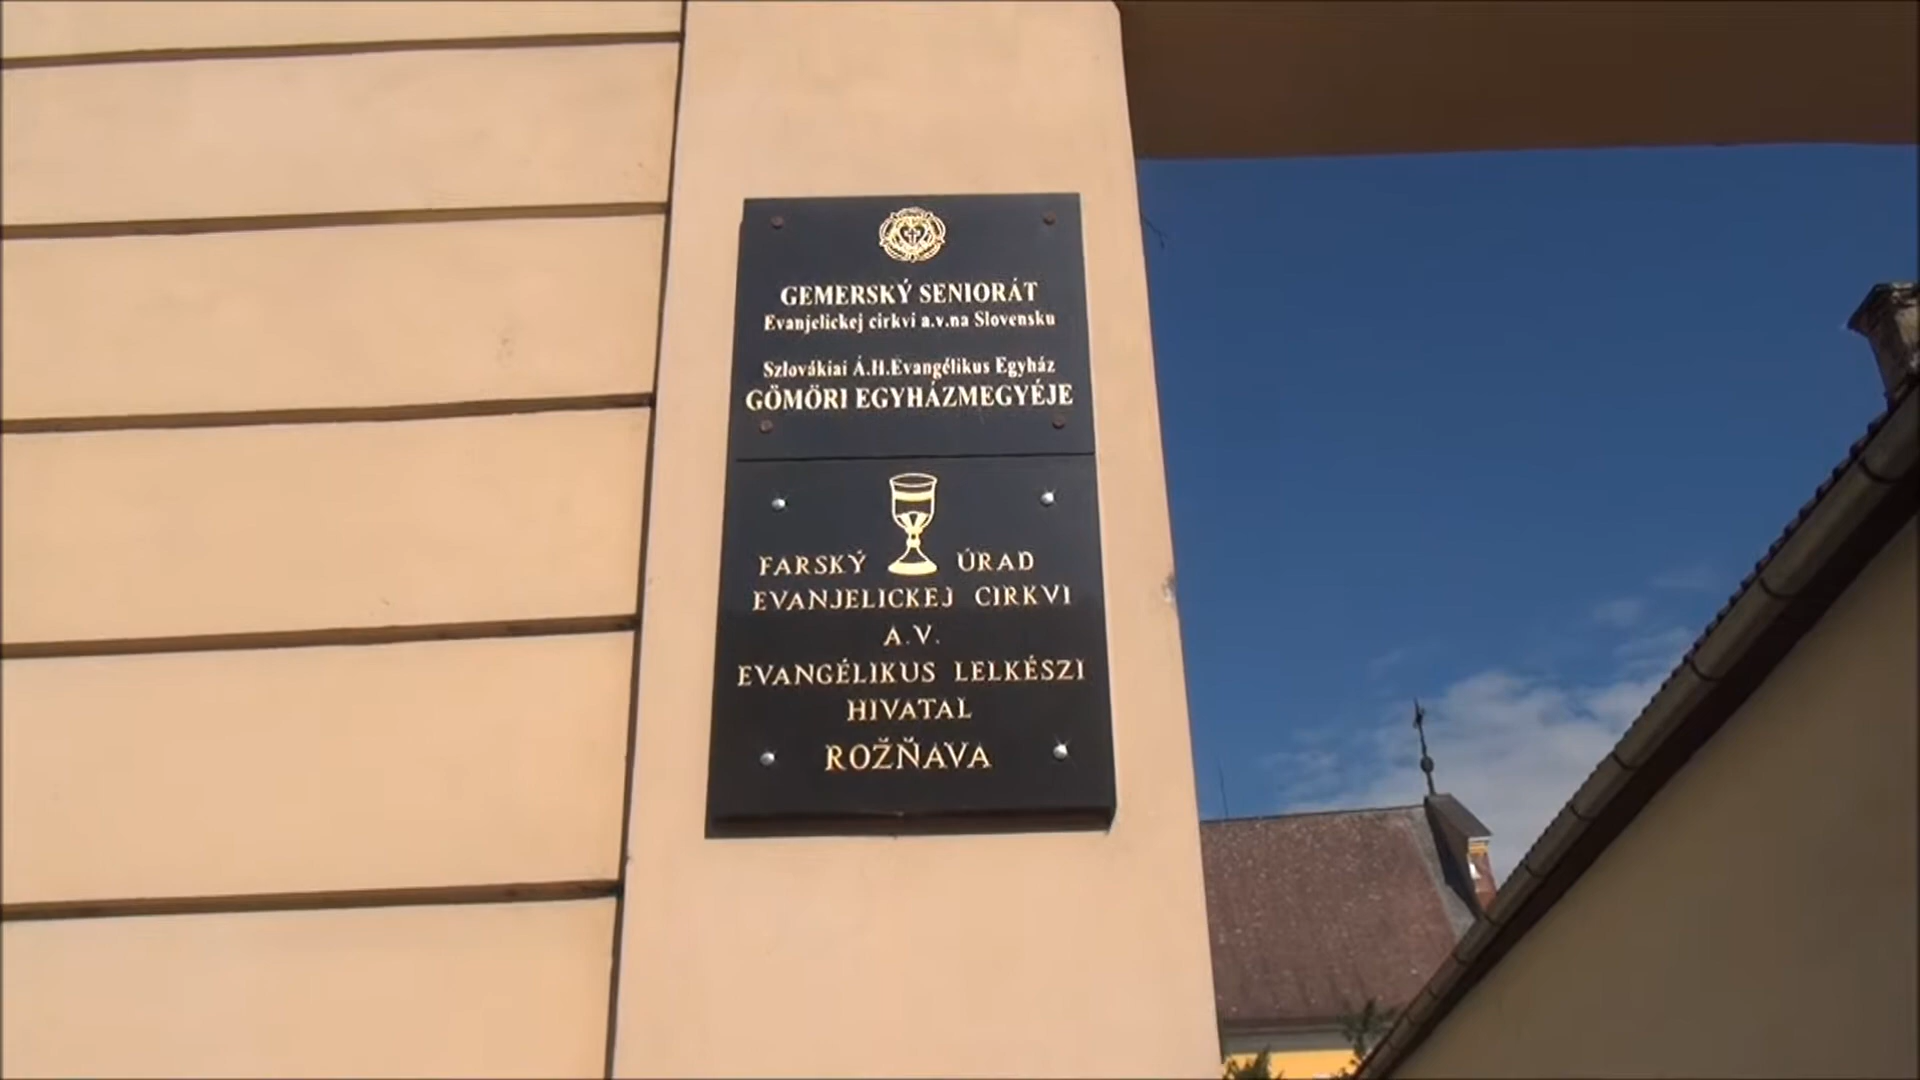 GEMERSKÝ SENIORÁT
Evanjelickej cirkvi a.v.na Slovensku
Szlovákiai Á.H.Evangélikus Egyház
GÖMÖRI EGYHÁZMEGYÉJE
FARSKÝ ÚRAD
EVANJELICKEJ CIRKVI
A.V.
EVANGÉLIKUS LELKÉSZI
HIVATAL
ROŽŇAVA